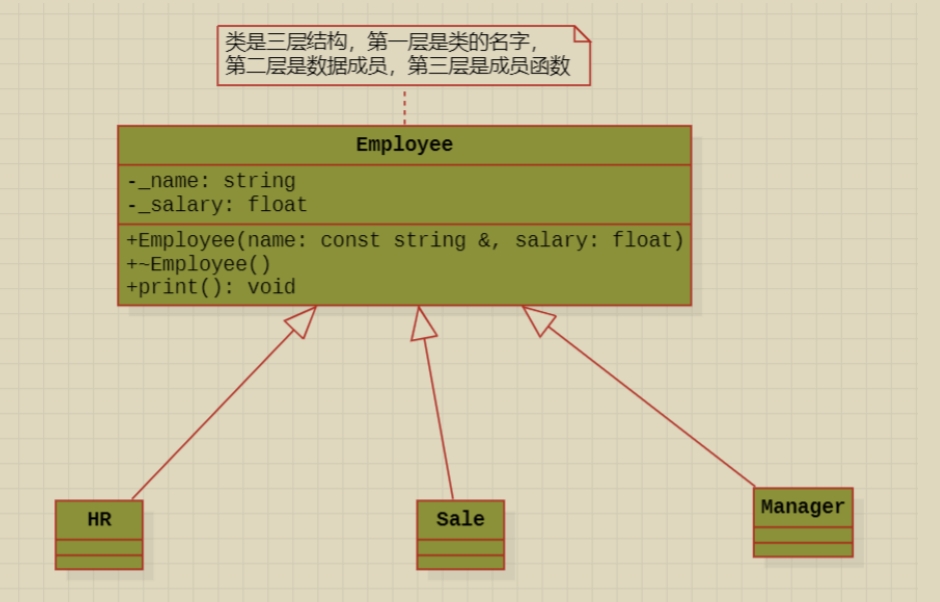 类是三层结构，第一层是类的名字，
第二层是数据成员，第三层是成员函数
Employee
-_name: string
-_salary: float
+Employee(name: const string &, salary: float)
+~Employee()
+print(): void
HR
Sale
Manager